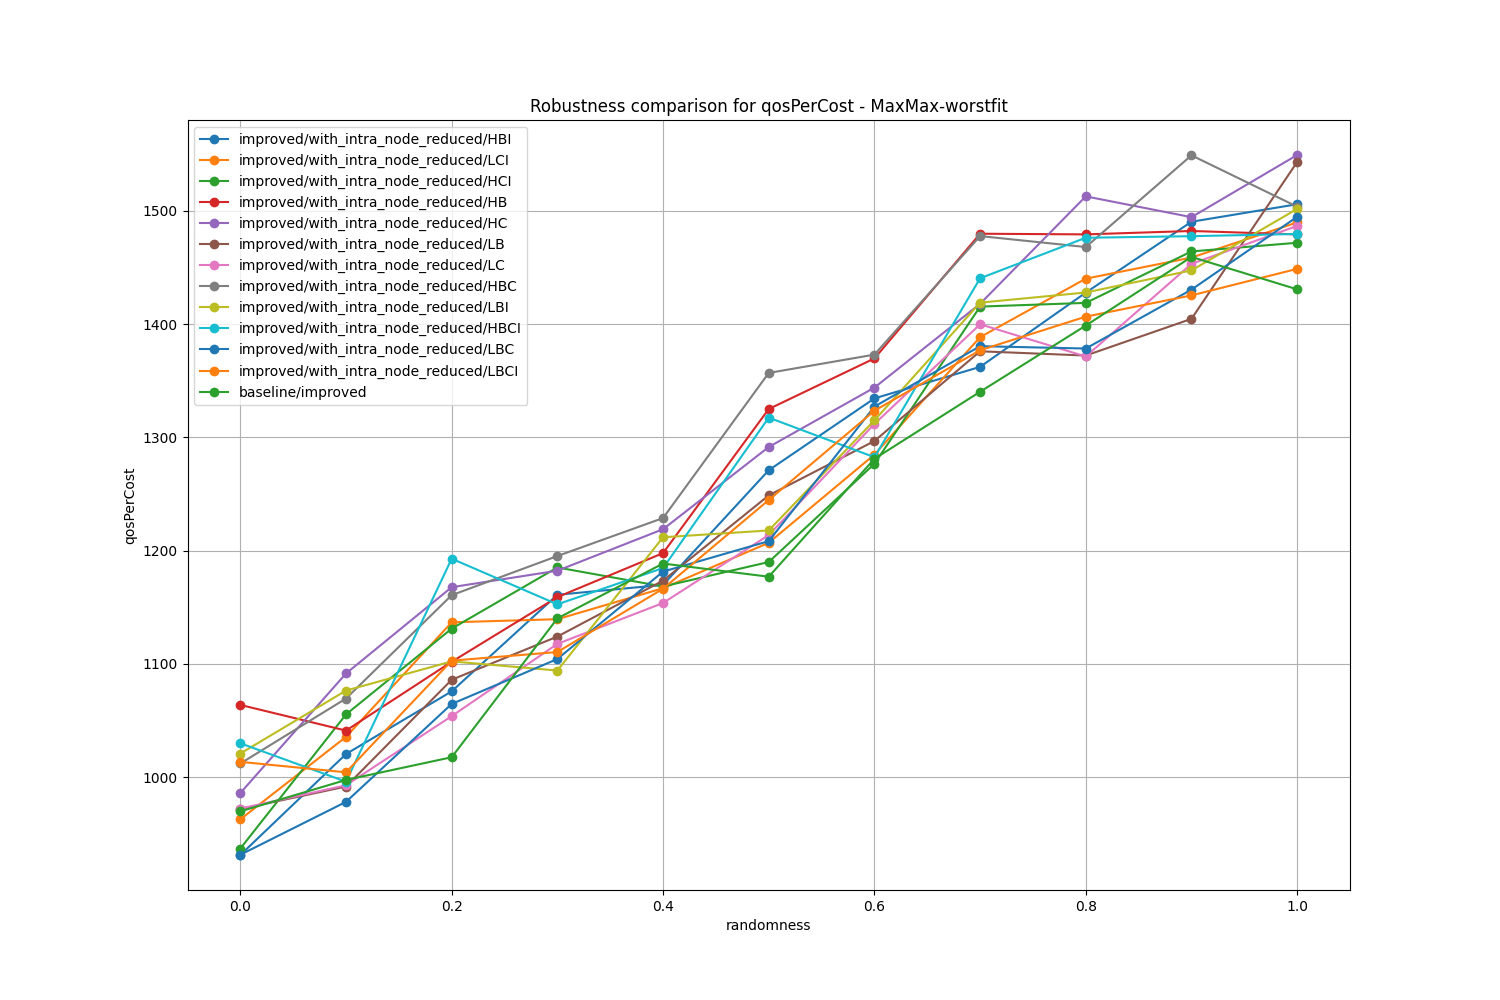 Robustness comparison for qosPerCost - MaxMax-worstfit
improved/with_intra_node_reduced/HBI
improved/with_intra_node_reduced/LCI
improved/with_intra_node_reduced/HCI
improved/with_intra_node_reduced/HB
improved/with_intra_node_reduced/HC
improved/with_intra_node_reduced/LB
improved/with_intra_node_reduced/LC
improved/with_intra_node_reduced/HBC
improved/with_intra_node_reduced/LBI
improved/with_intra_node_reduced/HBCI
improved/with_intra_node_reduced/LBC
improved/with_intra_node_reduced/LBCI
baseline/improved
1500
1400
1300
1200
1100
1000
qosPerCost
0.0 0.2 0.4 0.6 0.8 1.0
randomness